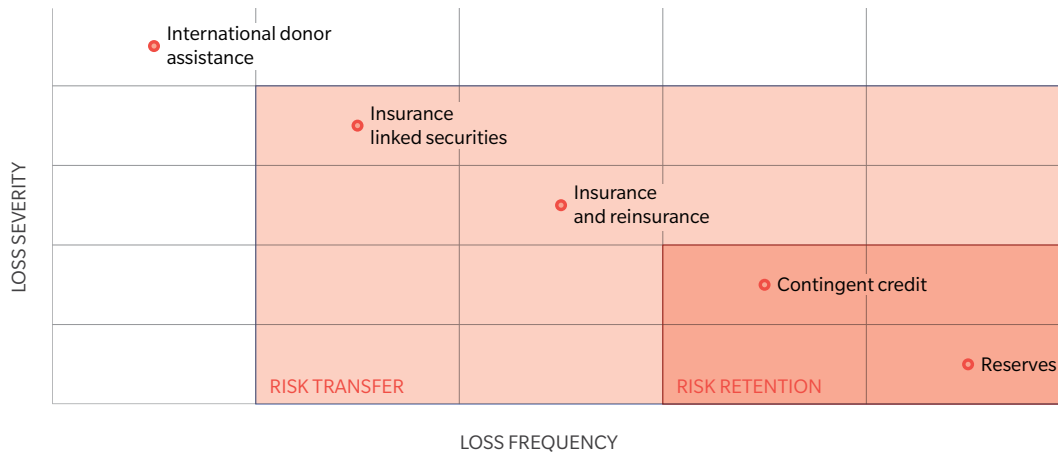 International donor
assistance
Insurance
linked securities
Insurance
and reinsurance
Contingent credit
Reserves
RISK TRANSFER
RISK RETENTION
LOSS SEVERITY
LOSS FREQUENCY